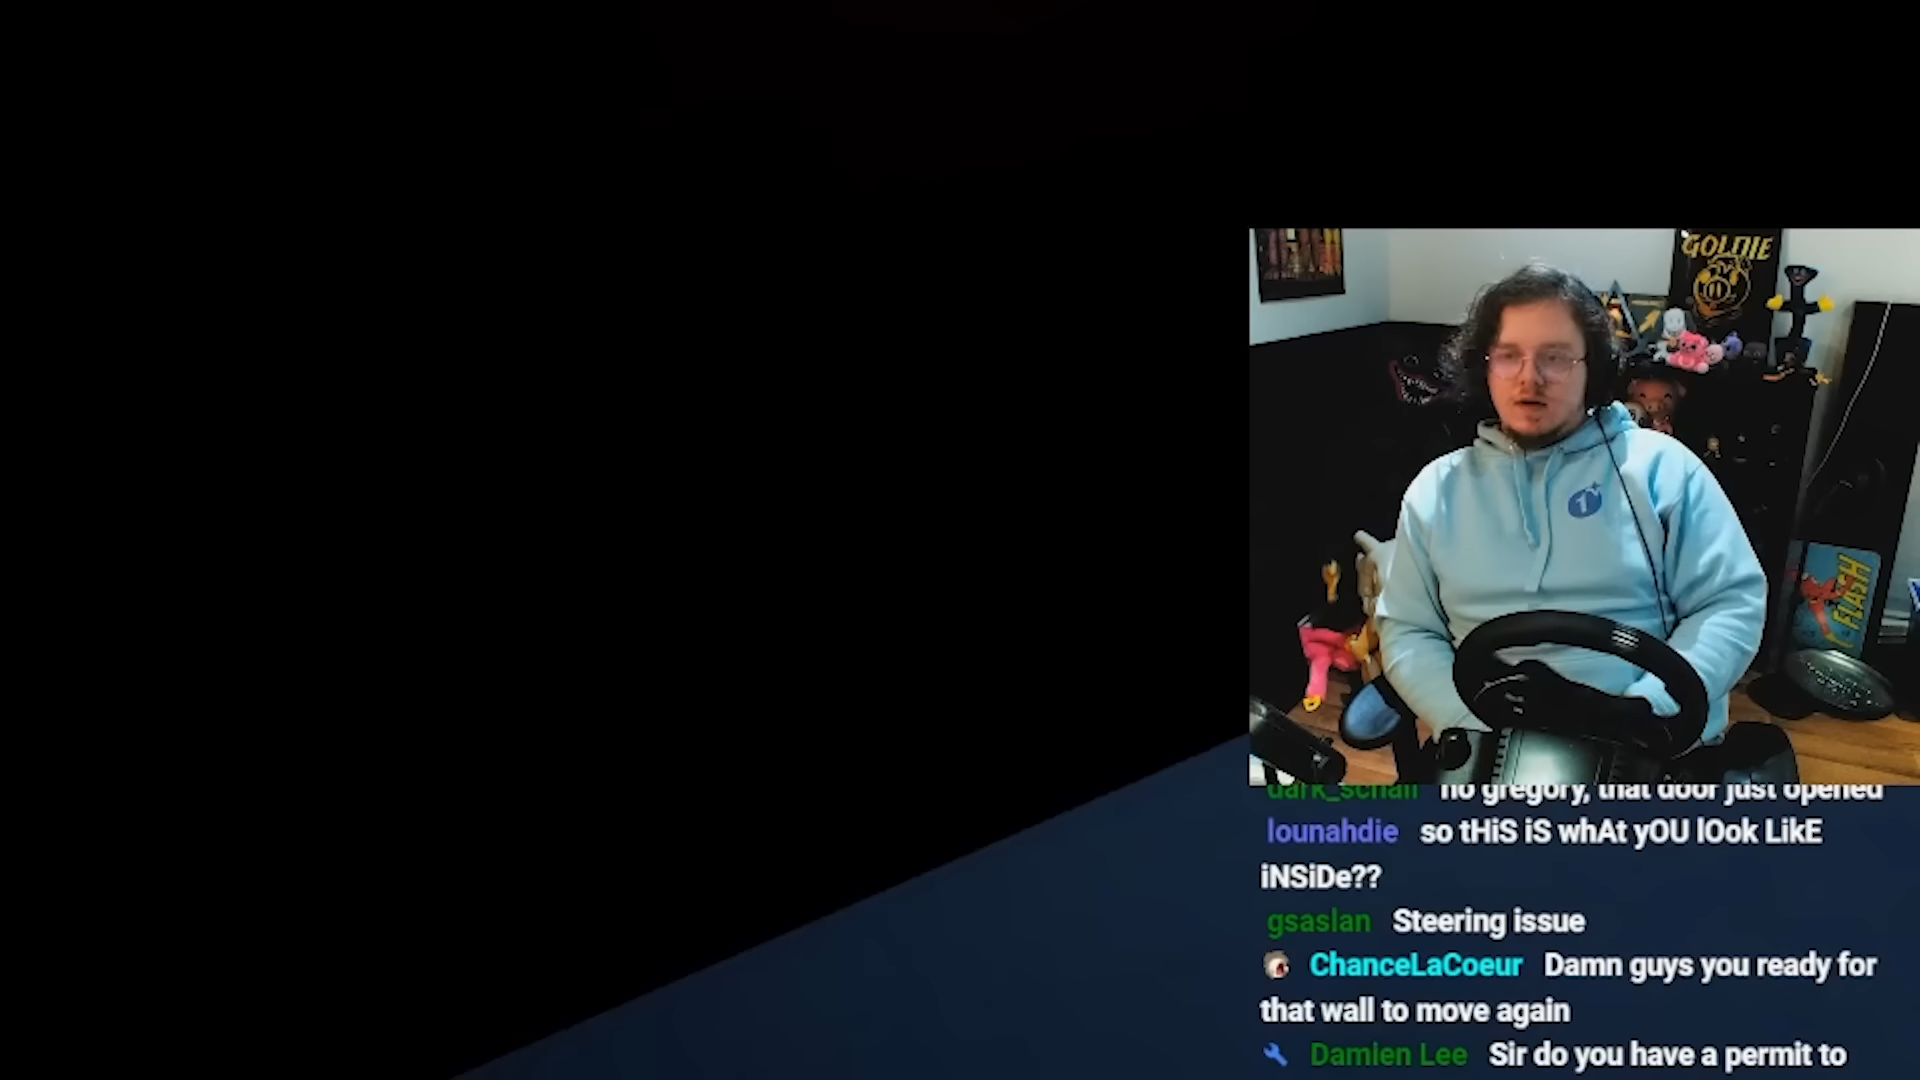 GOLDIE
FLASH
dark_schall no gregory, that door just opened
lounahdie so tHiS iS whAt yOU lOok LikE
iNSiDe??
gsaslan Steering issue
ChanceLaCoeur Damn guys you ready for
that wall to move again
Damien Lee Sir do you have a permit to